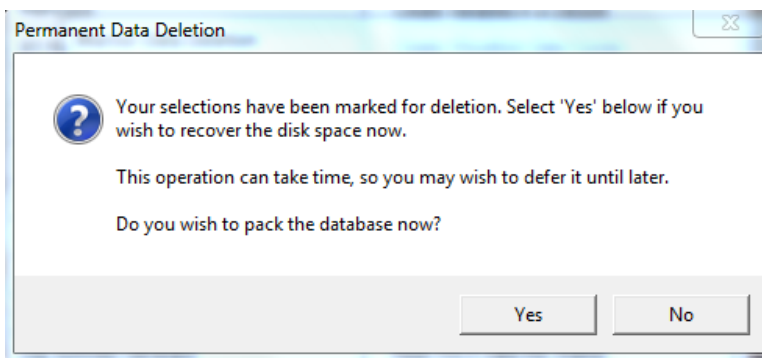 Permanent Data Deletion
Your selections have been marked for deletion. Select 'Yes' below if you
wish to recover the disk space now.
This operation can take time, so you may wish to defer it until later.
Do you wish to pack the database now?
Yes
No